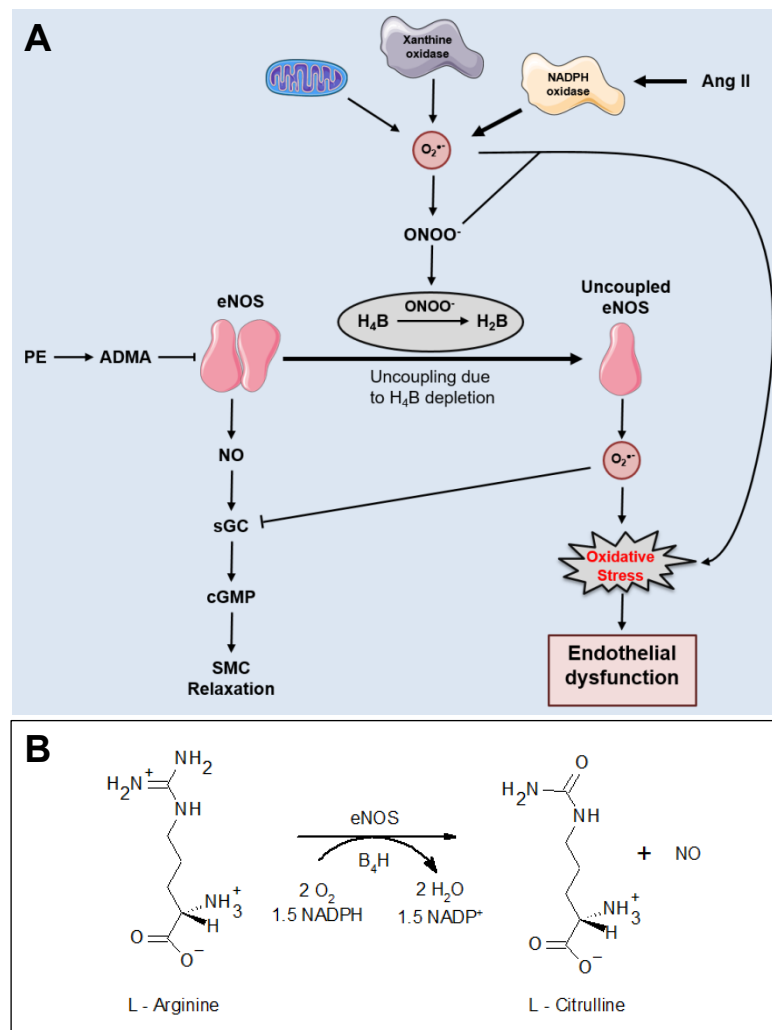 A
Xanthine
oxidase
NADPH
oxidase
Ang II
O₂•-
ONOO-
eNOS
ONOO-
H₄B
H₂B
Uncoupled
eNOS
PE
ADMA
Uncoupling due
to H₄B depletion
NO
O₂•-
sGC
Oxidative
Stress
cGMP
SMC
Relaxation
Endothelial
dysfunction
B
NH₂
H₂N+
NH
NH₃+
H
O
O-
L - Arginine
eNOS
B₄H
2 O₂
2 H₂O
1.5 NADPH
1.5 NADP+
O
H₂N
NH
NH₃+
H
O
O-
L - Citrulline
+
NO